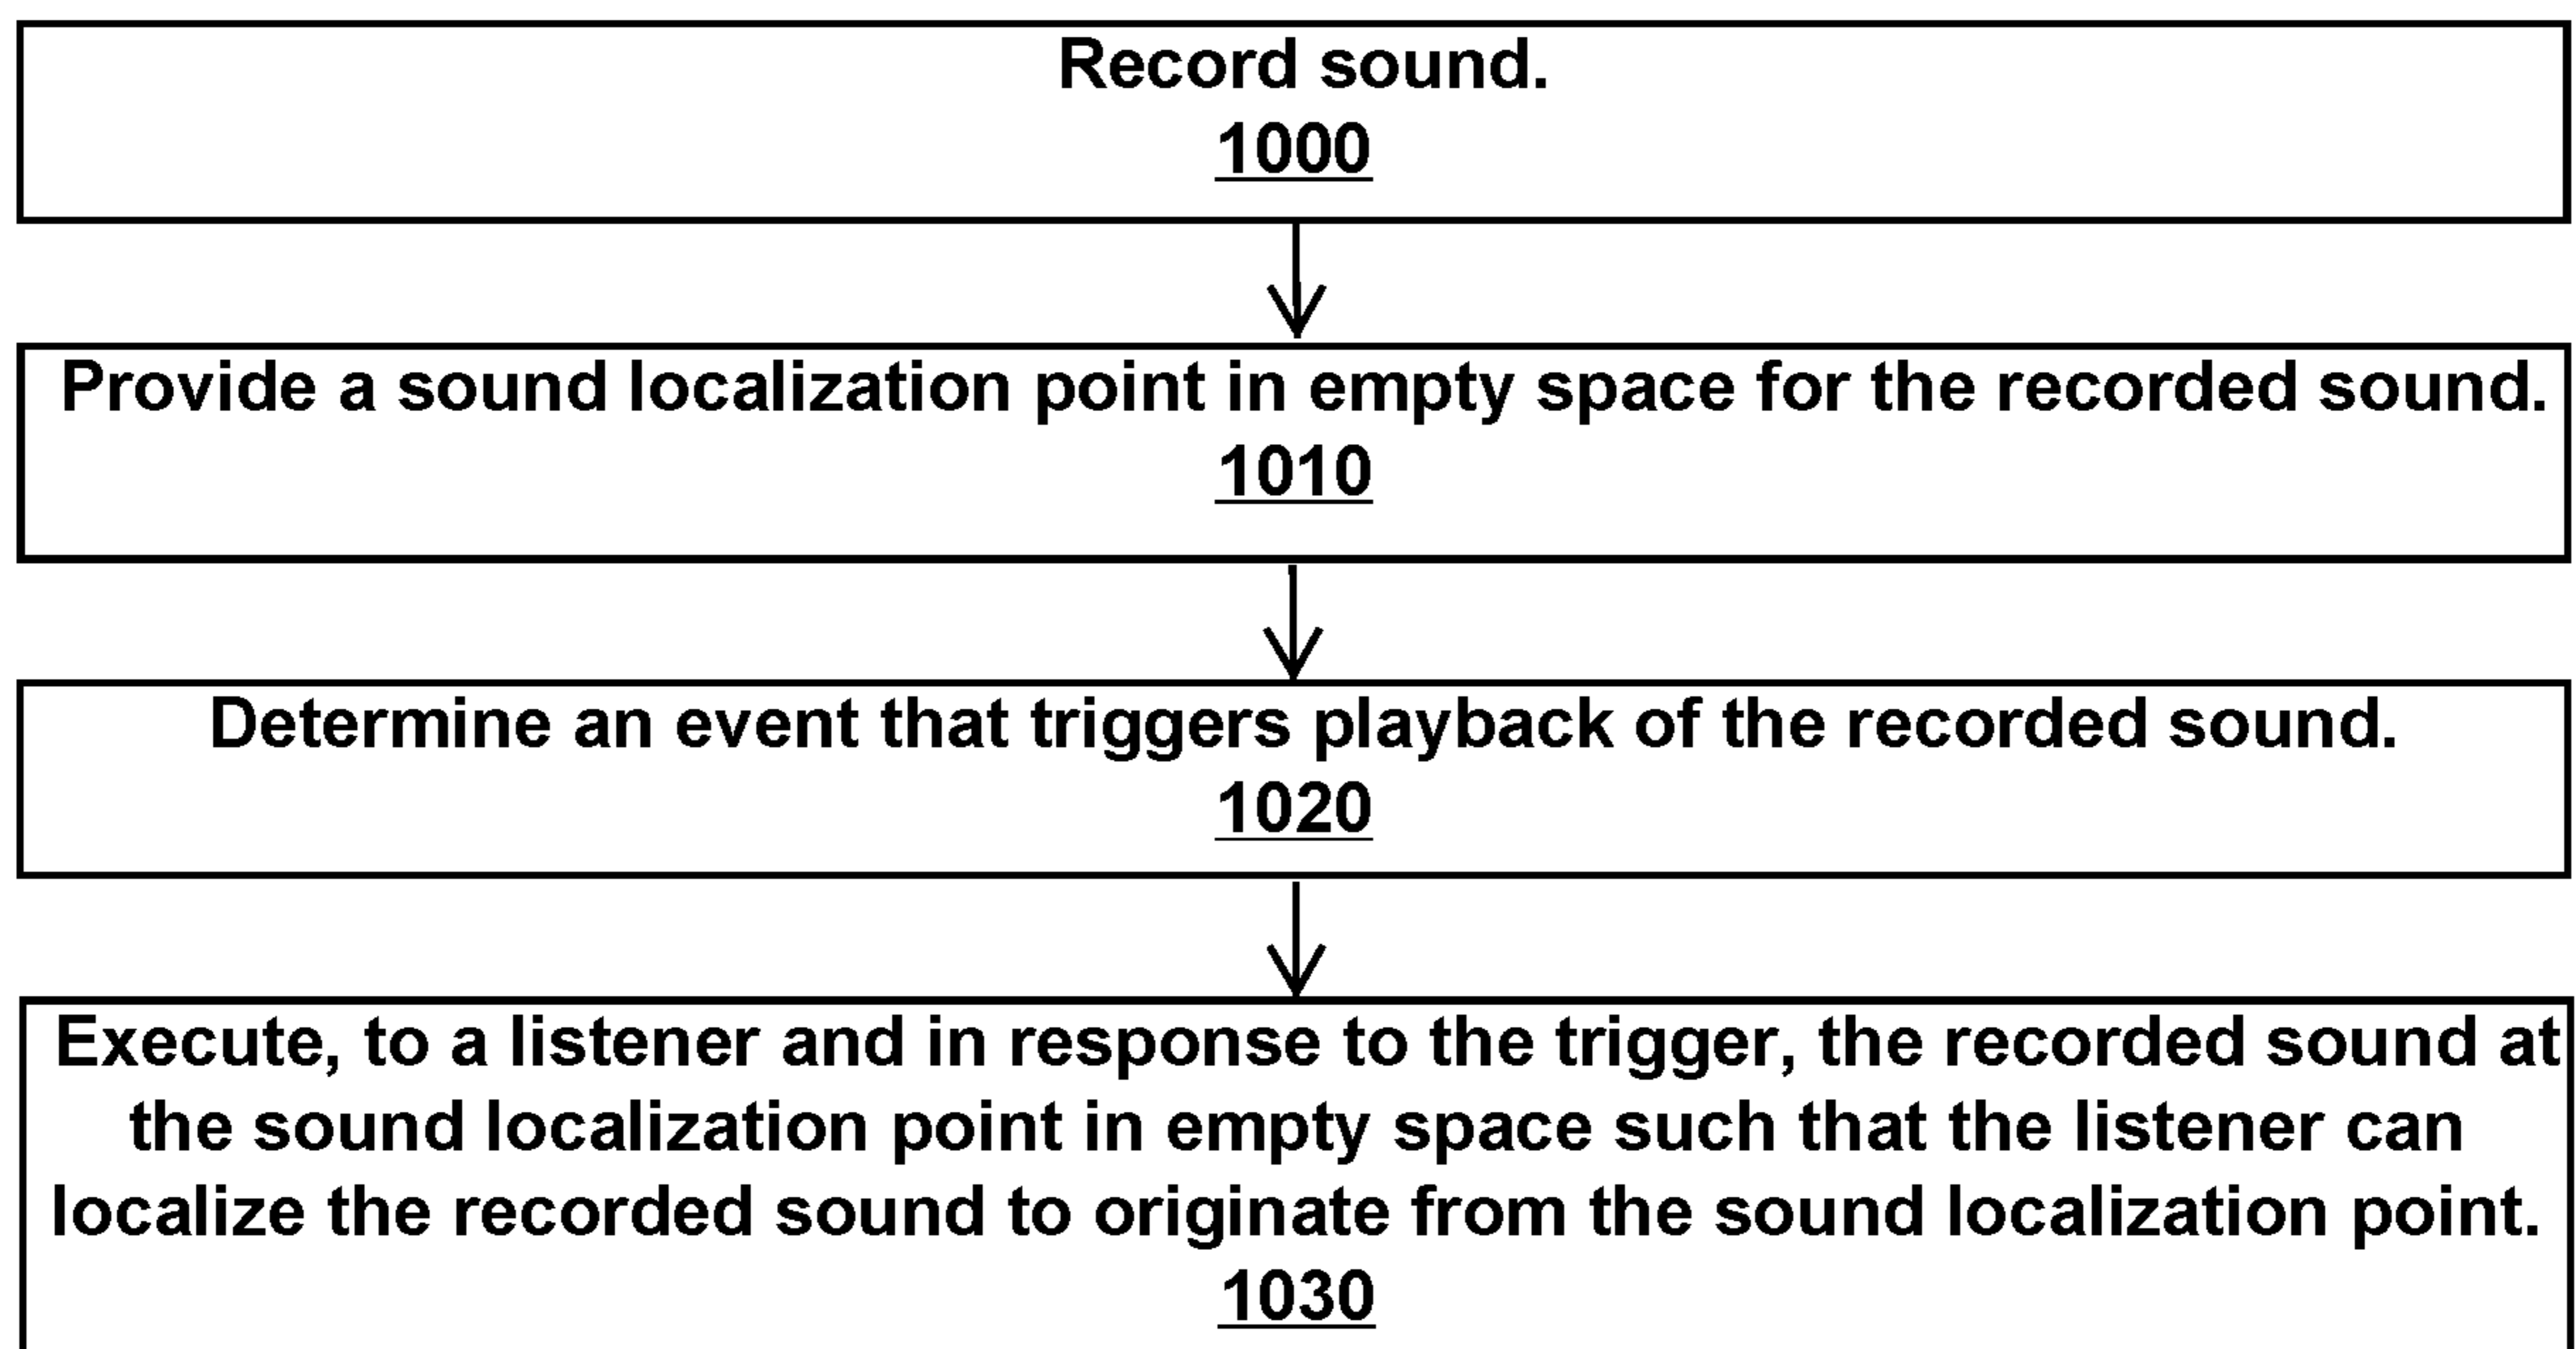 Record sound.
1000
Provide a sound localization point in empty space for the recorded sound.
1010
Determine an event that triggers playback of the recorded sound.
1020
Execute, to a listener and in response to the trigger, the recorded sound at
the sound localization point in empty space such that the listener can
localize the recorded sound to originate from the sound localization point.
1030